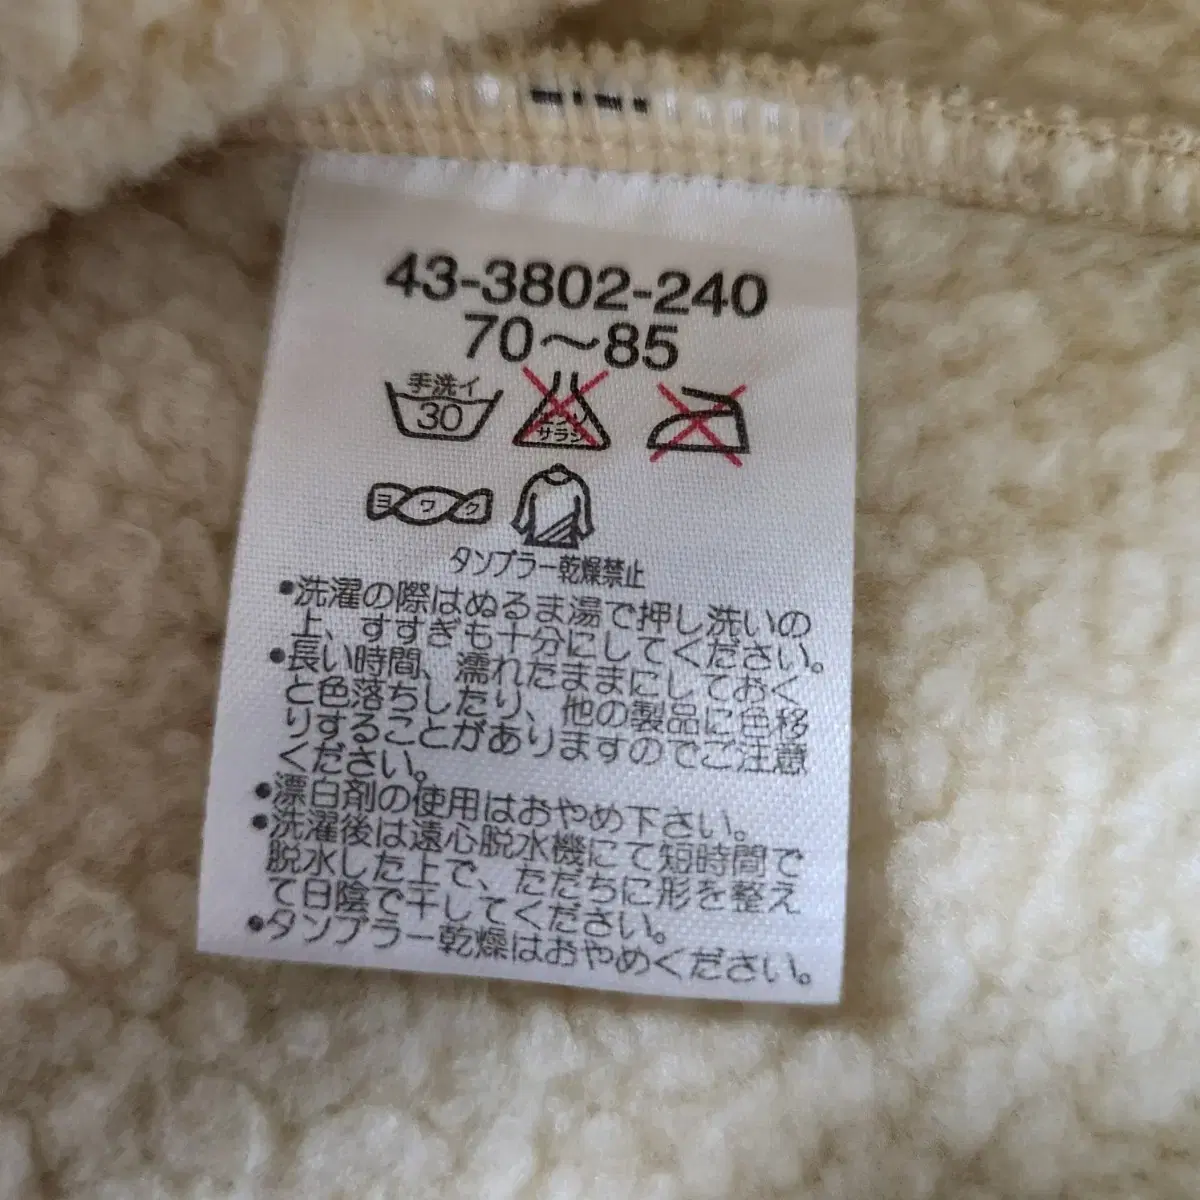 43-3802-240
70～85
手洗イ
30
エンソ
サラシ
ヨワク
タンブラー乾燥禁止
•洗濯の際はぬるま湯で押し洗いの
上、すすぎも十分にしてください。
•長い時間、濡れたままにしておく
と色落ちしたり、他の製品に色移
りすることがありますのでご注意
ください。
•漂白剤の使用はおやめ下さい。
•洗濯後は遠心脱水機にて短時間で
脱水した上で、ただちに形を整え
て日陰で干してください。
•タンブラー乾燥はおやめください。